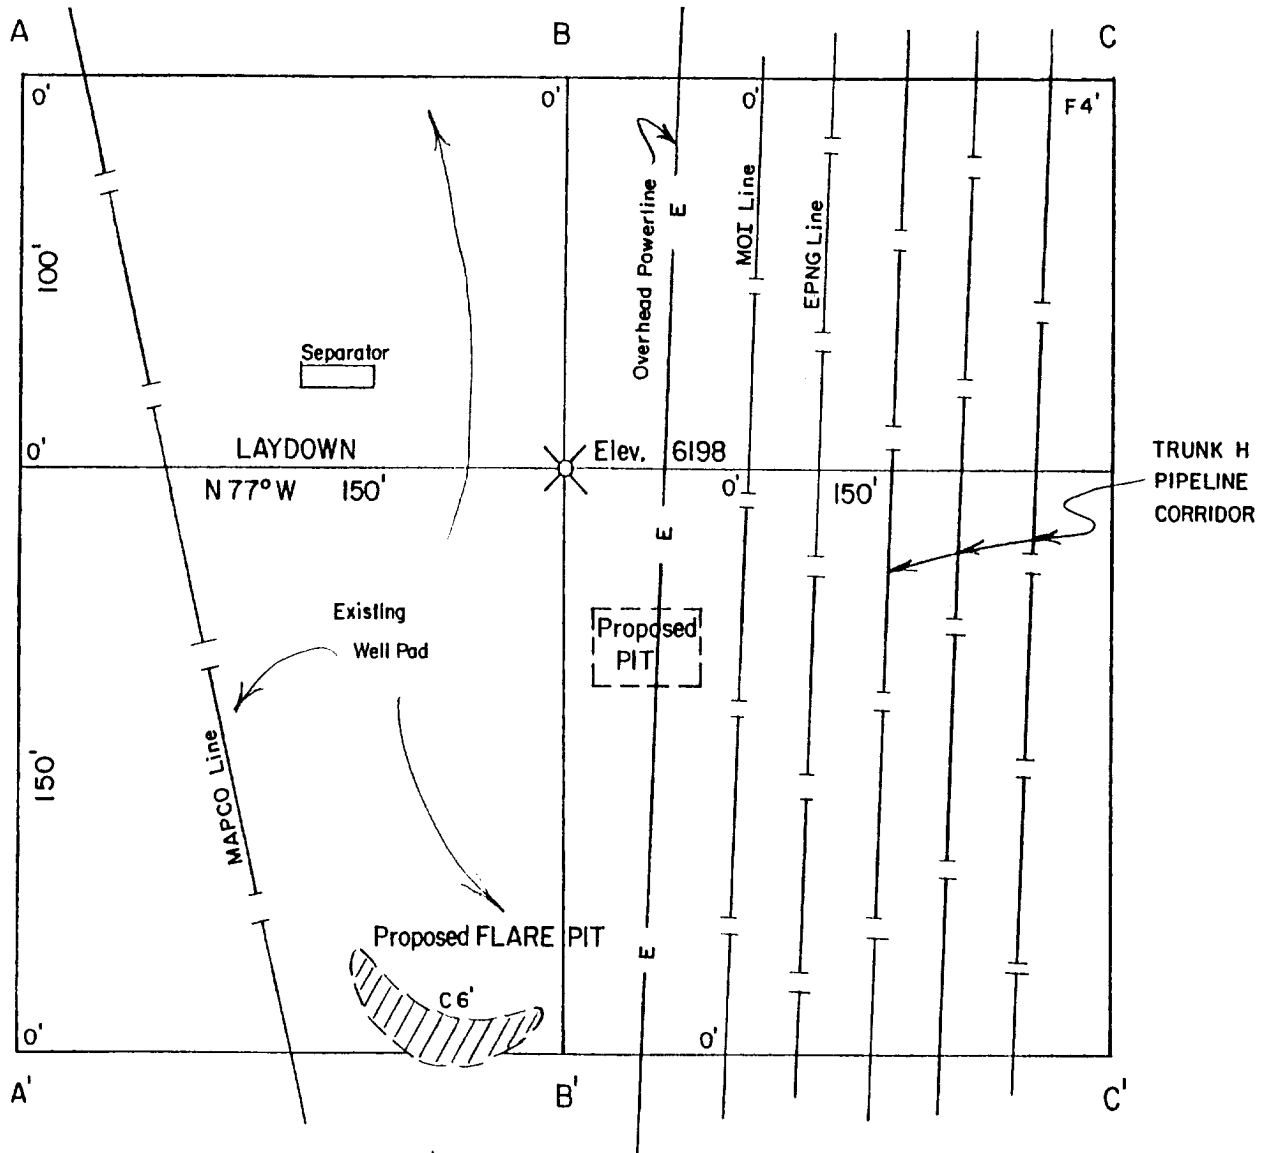 A
B
C
0'
0'
0'
F4'
100'
Overhead Powerline
E
MOI Line
EPNG Line
Separator
0'
LAYDOWN
Elev. 6198
N 77° W 150'
0'
150'
TRUNK H
PIPELINE
CORRIDOR
E
Existing
Well Pad
Proposed
PIT
150'
MAPCO Line
Proposed FLARE PIT
E
C 6'
0'
0'
A'
B'
C'